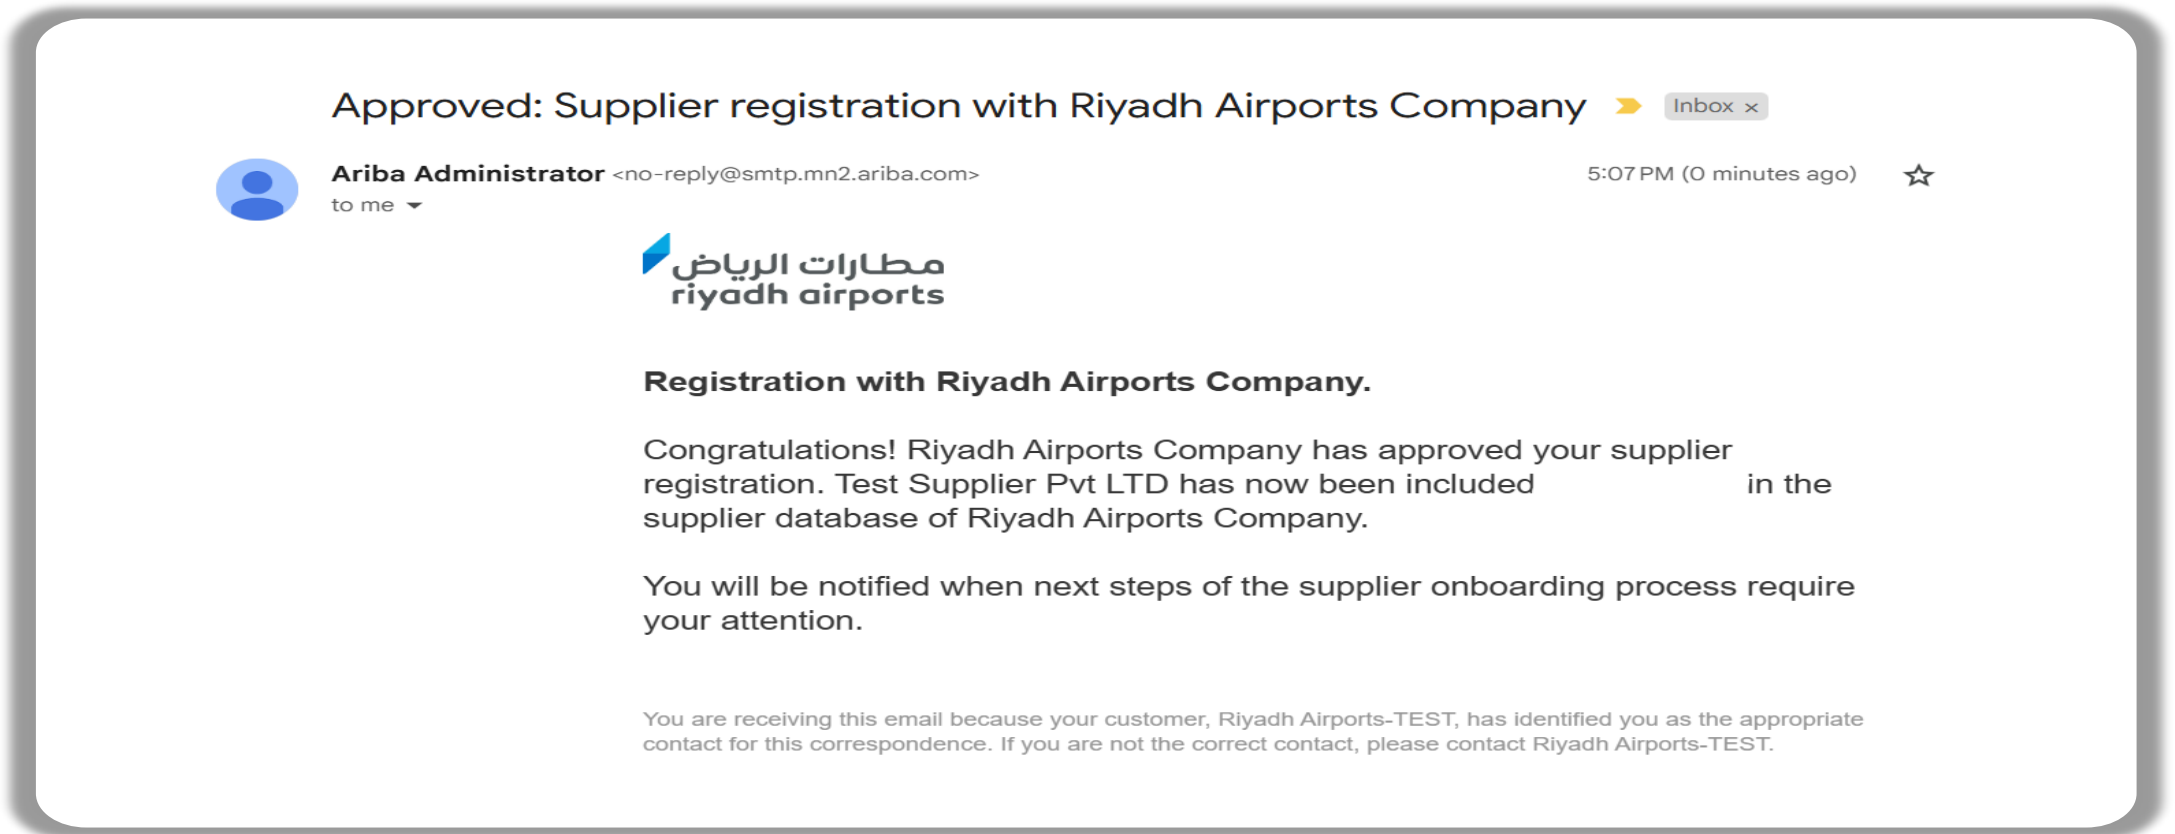 Approved: Supplier registration with Riyadh Airports Company Inbox ×
Ariba Administrator <no-reply@smtp.mn2.ariba.com> 5:07 PM (0 minutes ago)
to me
مطارات الرياض
riyadh airports
Registration with Riyadh Airports Company.
Congratulations! Riyadh Airports Company has approved your supplier
registration. Test Supplier Pvt LTD has now been included in the
supplier database of Riyadh Airports Company.
You will be notified when next steps of the supplier onboarding process require
your attention.
You are receiving this email because your customer, Riyadh Airports-TEST, has identified you as the appropriate
contact for this correspondence. If you are not the correct contact, please contact Riyadh Airports-TEST.